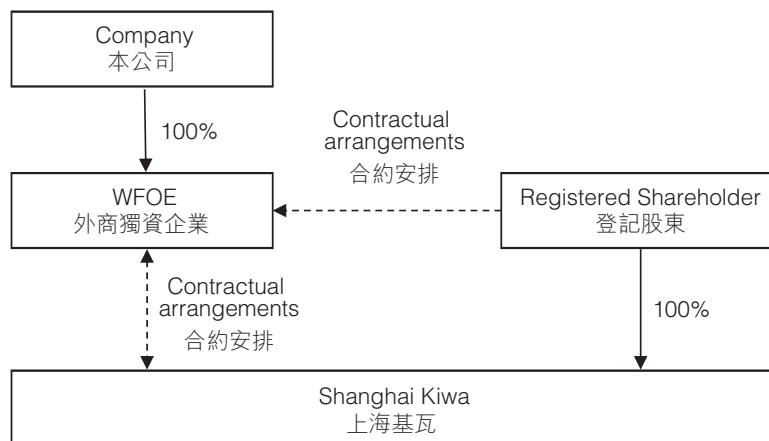 Company
本公司
100%
Contractual
arrangements
合約安排
WFOE
外商獨資企業
Registered Shareholder
登記股東
Contractual
arrangements
合約安排
100%
Shanghai Kiwa
上海基瓦